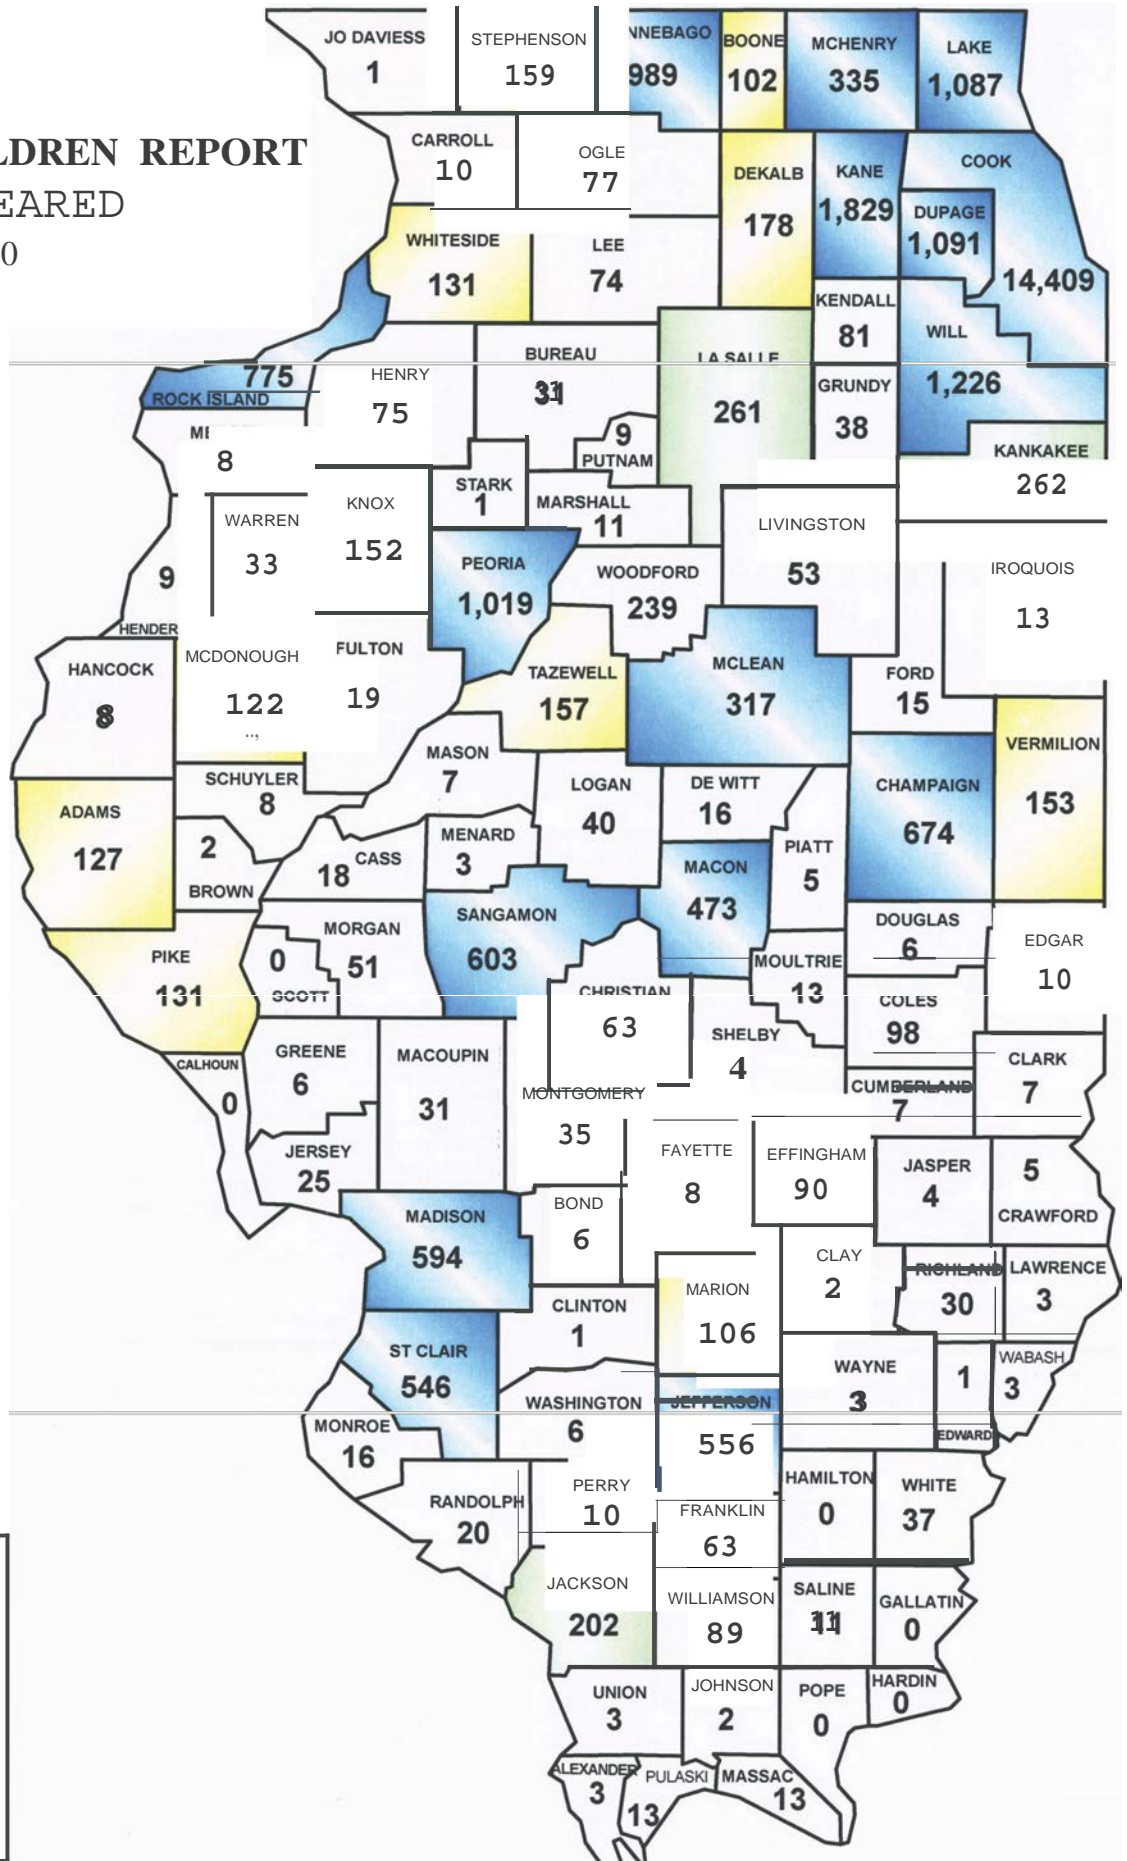 LDREN REPORT
EARED
0
JO DAVIESS
1
STEPHENSON
159
NNEBAGO
989
BOONE
102
MCHENRY
335
LAKE
1,087
CARROLL
10
OGLE
77
DEKALB
178
KANE
1,829
COOK
14,409
DUPAGE
1,091
WHITESIDE
131
LEE
74
KENDALL
81
WILL
1,226
775
ROCK ISLAND
HENRY
75
BUREAU
31
LA SALLE
261
GRUNDY
38
9
PUTNAM
KANKAKEE
262
ME
8
STARK
1
MARSHALL
11
KNOX
152
WARREN
33
LIVINGSTON
53
IROQUOIS
13
PEORIA
1,019
WOODFORD
239
9
HENDER
HANCOCK
8
MCDONOUGH
122
FULTON
19
TAZEWELL
157
MCLEAN
317
FORD
15
VERMILION
153
MASON
7
SCHUYLER
8
LOGAN
40
DE WITT
16
CHAMPAIGN
674
ADAMS
127
2
BROWN
18 CASS
MENARD
3
PIATT
5
MACON
473
SANGAMON
603
MORGAN
51
0
SCOTT
PIKE
131
DOUGLAS
6
EDGAR
10
MOULTRIE
13
COLES
98
CHRISTIAN
63
SHELBY
4
CALHOUN
0
GREENE
6
MACOUPIN
31
MONTGOMERY
35
CUMBERLAND
7
CLARK
7
JERSEY
25
FAYETTE
8
EFFINGHAM
90
JASPER
4
5
CRAWFORD
MADISON
594
BOND
6
CLAY
2
RICHLAND
30
LAWRENCE
3
MARION
106
CLINTON
1
ST CLAIR
546
WAYNE
3
1
EDWARD
WABASH
3
WASHINGTON
6
JEFFERSON
556
MONROE
16
RANDOLPH
20
PERRY
10
HAMILTON
0
WHITE
37
FRANKLIN
63
JACKSON
202
WILLIAMSON
89
SALINE
11
GALLATIN
0
UNION
3
JOHNSON
2
POPE
0
HARDIN
0
ALEXANDER
3
PULASKI
13
MASSAC
13